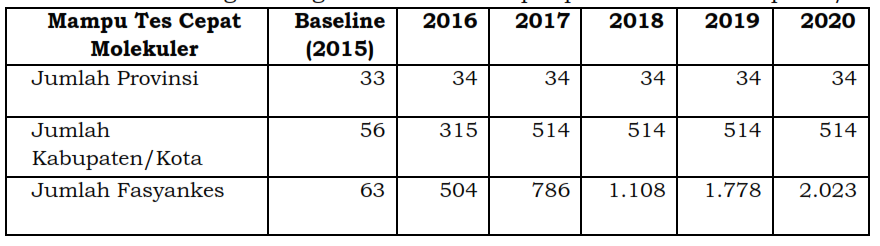 Mampu Tes Cepat Molekuler Baseline (2015) 2016 2017 2018 2019 2020
Jumlah Provinsi 33 34 34 34 34 34
Jumlah Kabupaten/Kota 56 315 514 514 514 514
Jumlah Fasyankes 63 504 786 1.108 1.778 2.023